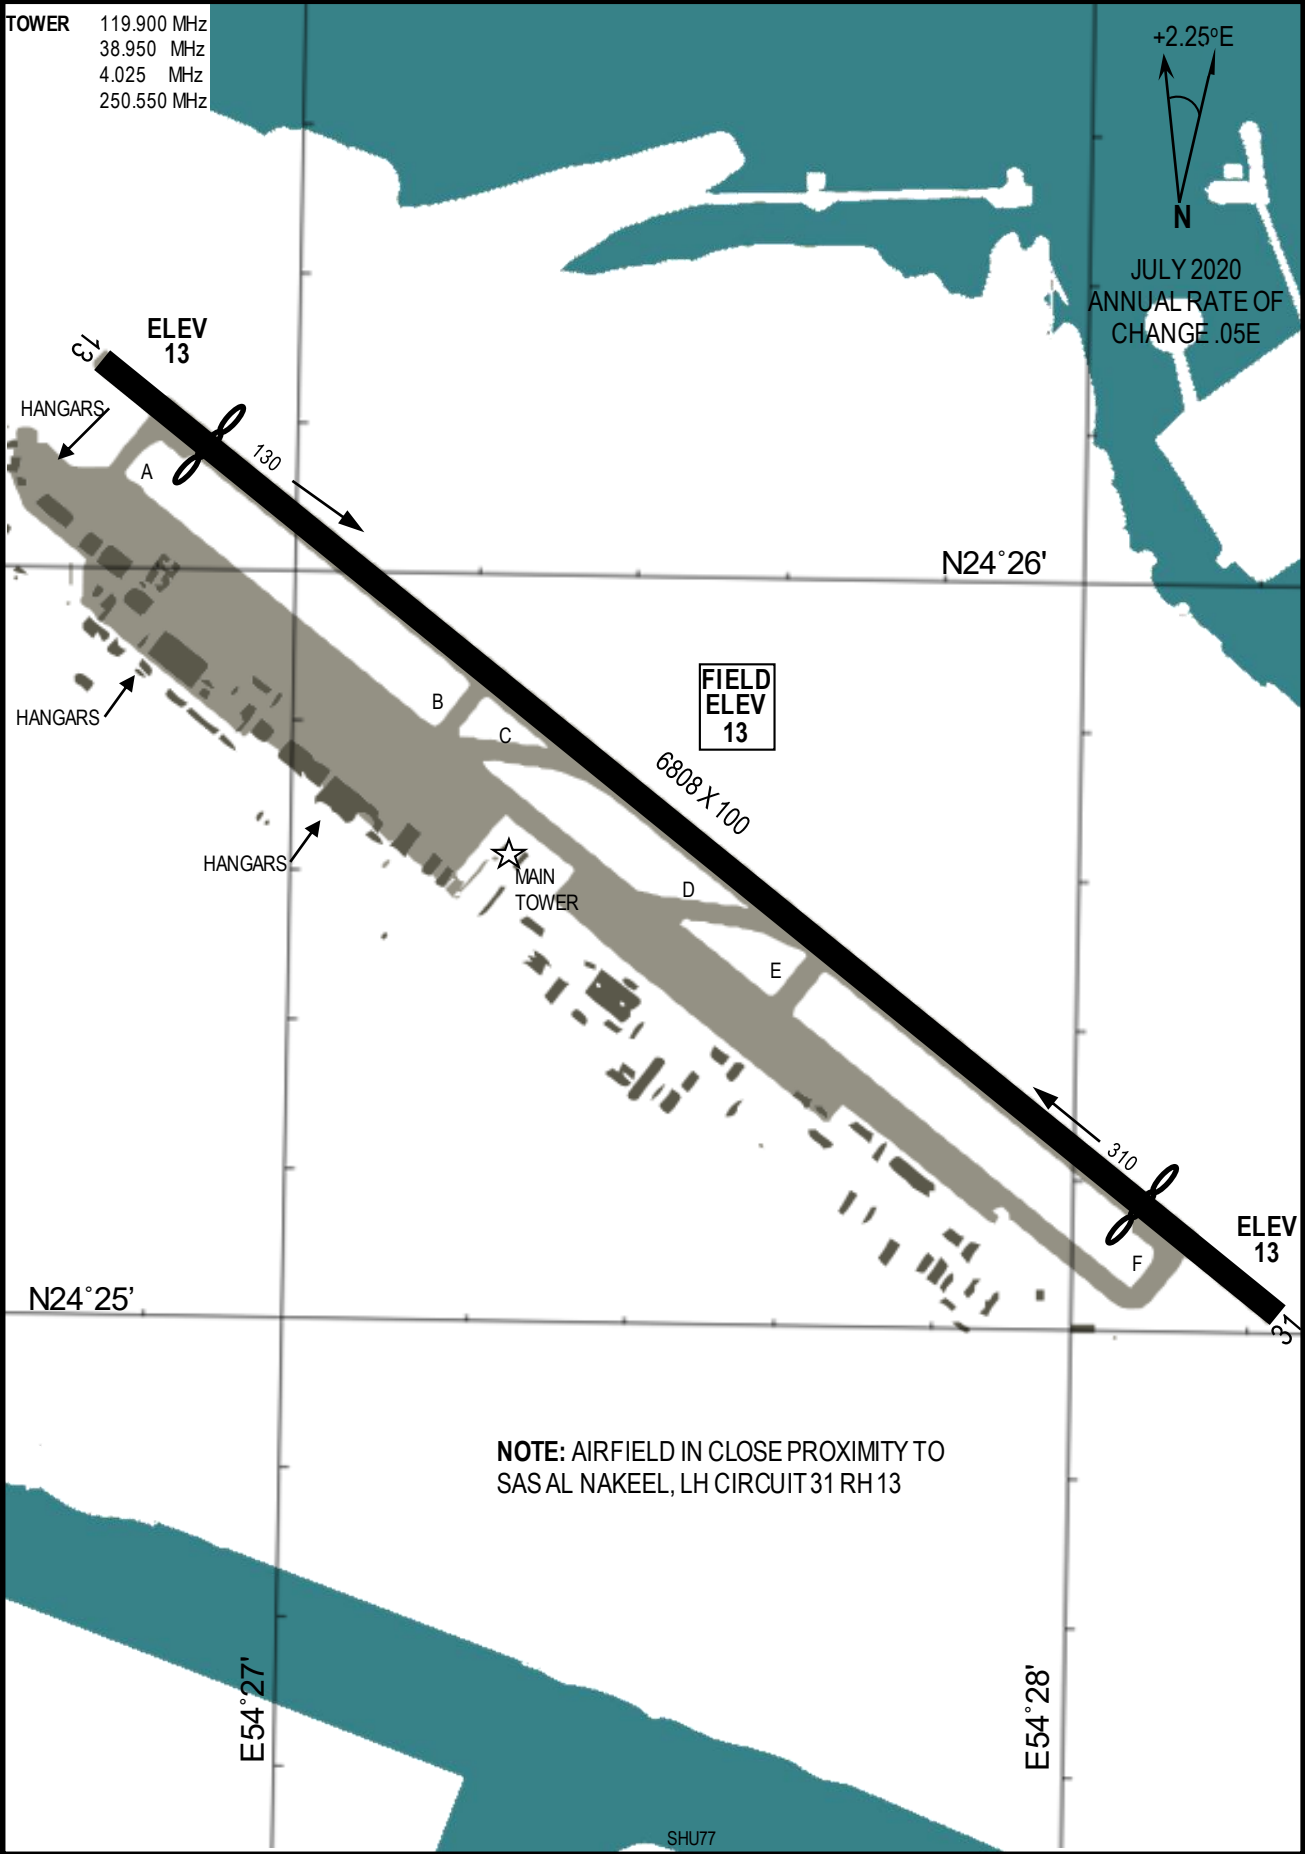 TOWER 119.900 MHz
38.950 MHz
4.025 MHz
250.550 MHz
+2.25°E
N
JULY 2020
ANNUAL RATE OF
CHANGE .05E
13
ELEV
13
HANGARS
A
130
N24°26'
HANGARS
B
C
FIELD
ELEV
13
6808 X 100
HANGARS
MAIN
TOWER
D
E
310
ELEV
13
F
31
N24°25'
NOTE: AIRFIELD IN CLOSE PROXIMITY TO
SAS AL NAKEEL, LH CIRCUIT 31 RH 13
E54°27'
E54°28'
SHU77